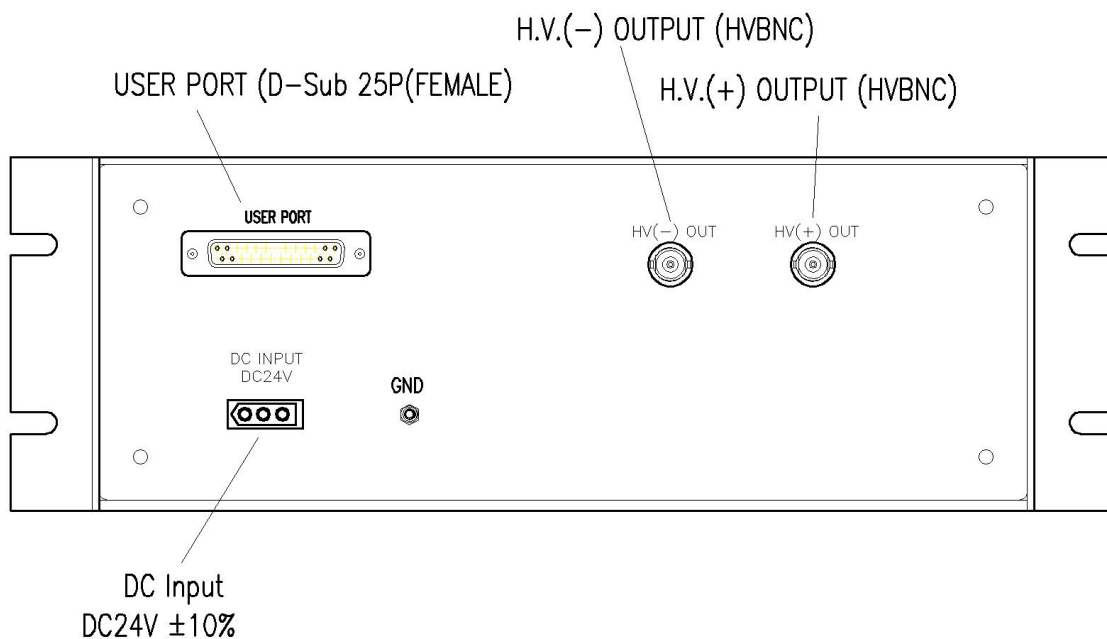 H.V.(-) OUTPUT (HVBNC)
USER PORT (D-Sub 25P(FEMALE)
H.V.(+) OUTPUT (HVBNC)
USER PORT
HV(-) OUT
HV(+) OUT
DC INPUT
DC24V
GND
DC Input
DC24V ±10%